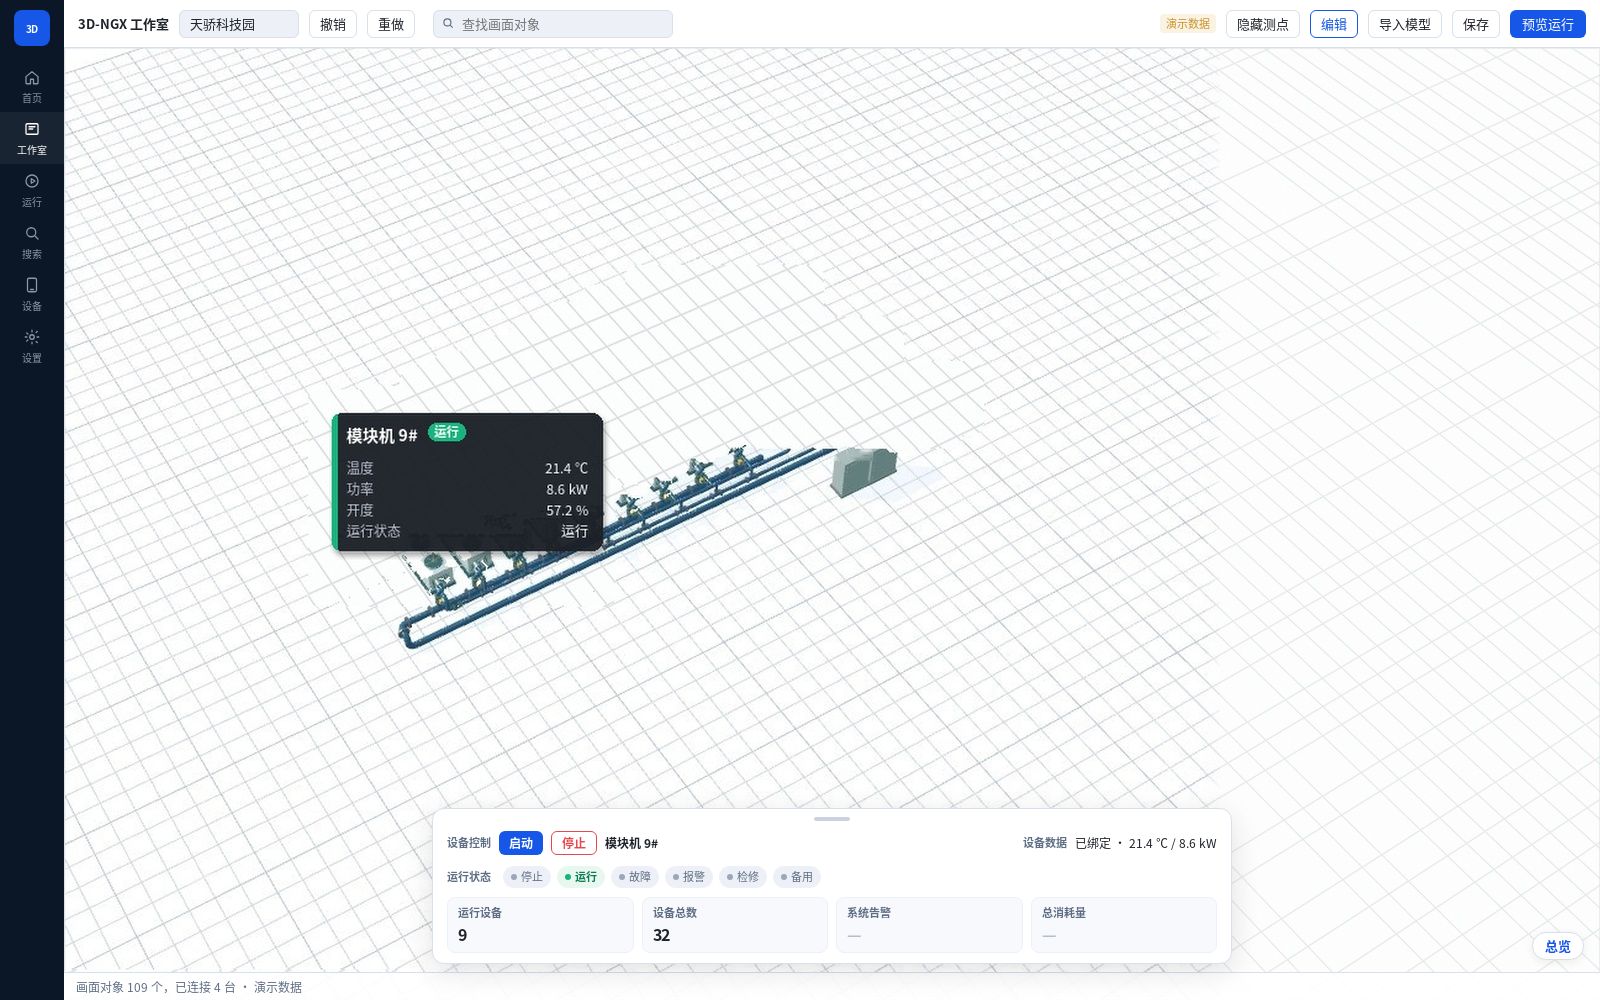 3D
3D-NGX 工作室
天骄科技园
撤销
重做
查找画面对象
演示数据
隐藏测点
编辑
导入模型
保存
预览运行
首页
工作室
运行
搜索
设备
设置
模块机 9#
运行
温度 21.4 ℃
功率 8.6 kW
开度 57.2 %
运行状态 运行
设备控制 启动 停止 模块机 9# 设备数据 已绑定 · 21.4 ℃ / 8.6 kW
运行状态 停止 运行 故障 报警 检修 备用
运行设备
9
设备总数
32
系统告警
—
总消耗量
—
总览
画面对象 109 个，已连接 4 台 · 演示数据